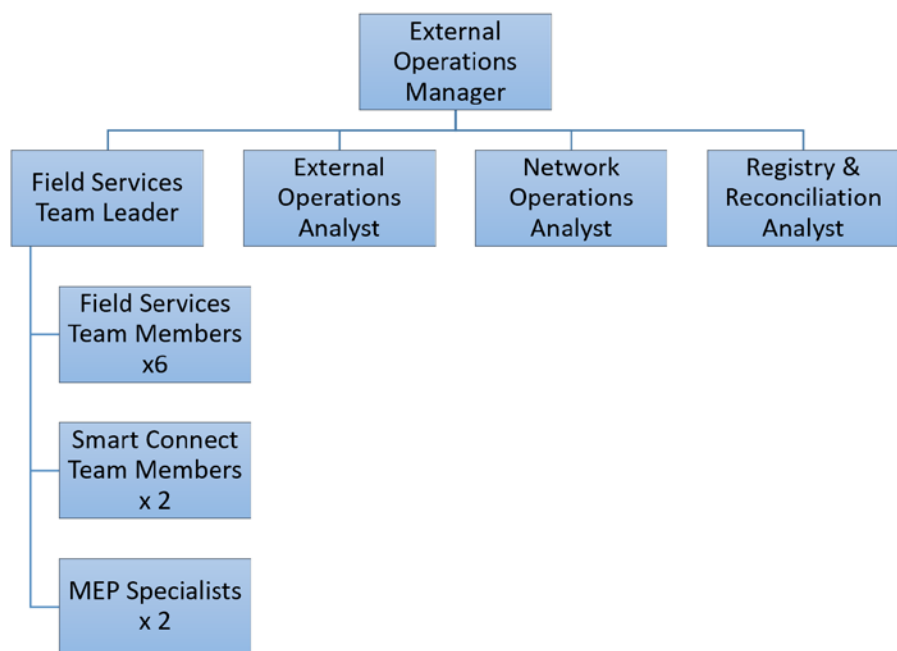 External
Operations
Manager
Field Services
Team Leader
External
Operations
Analyst
Network
Operations
Analyst
Registry &
Reconciliation
Analyst
Field Services
Team Members
x6
Smart Connect
Team Members
x 2
MEP Specialists
x 2